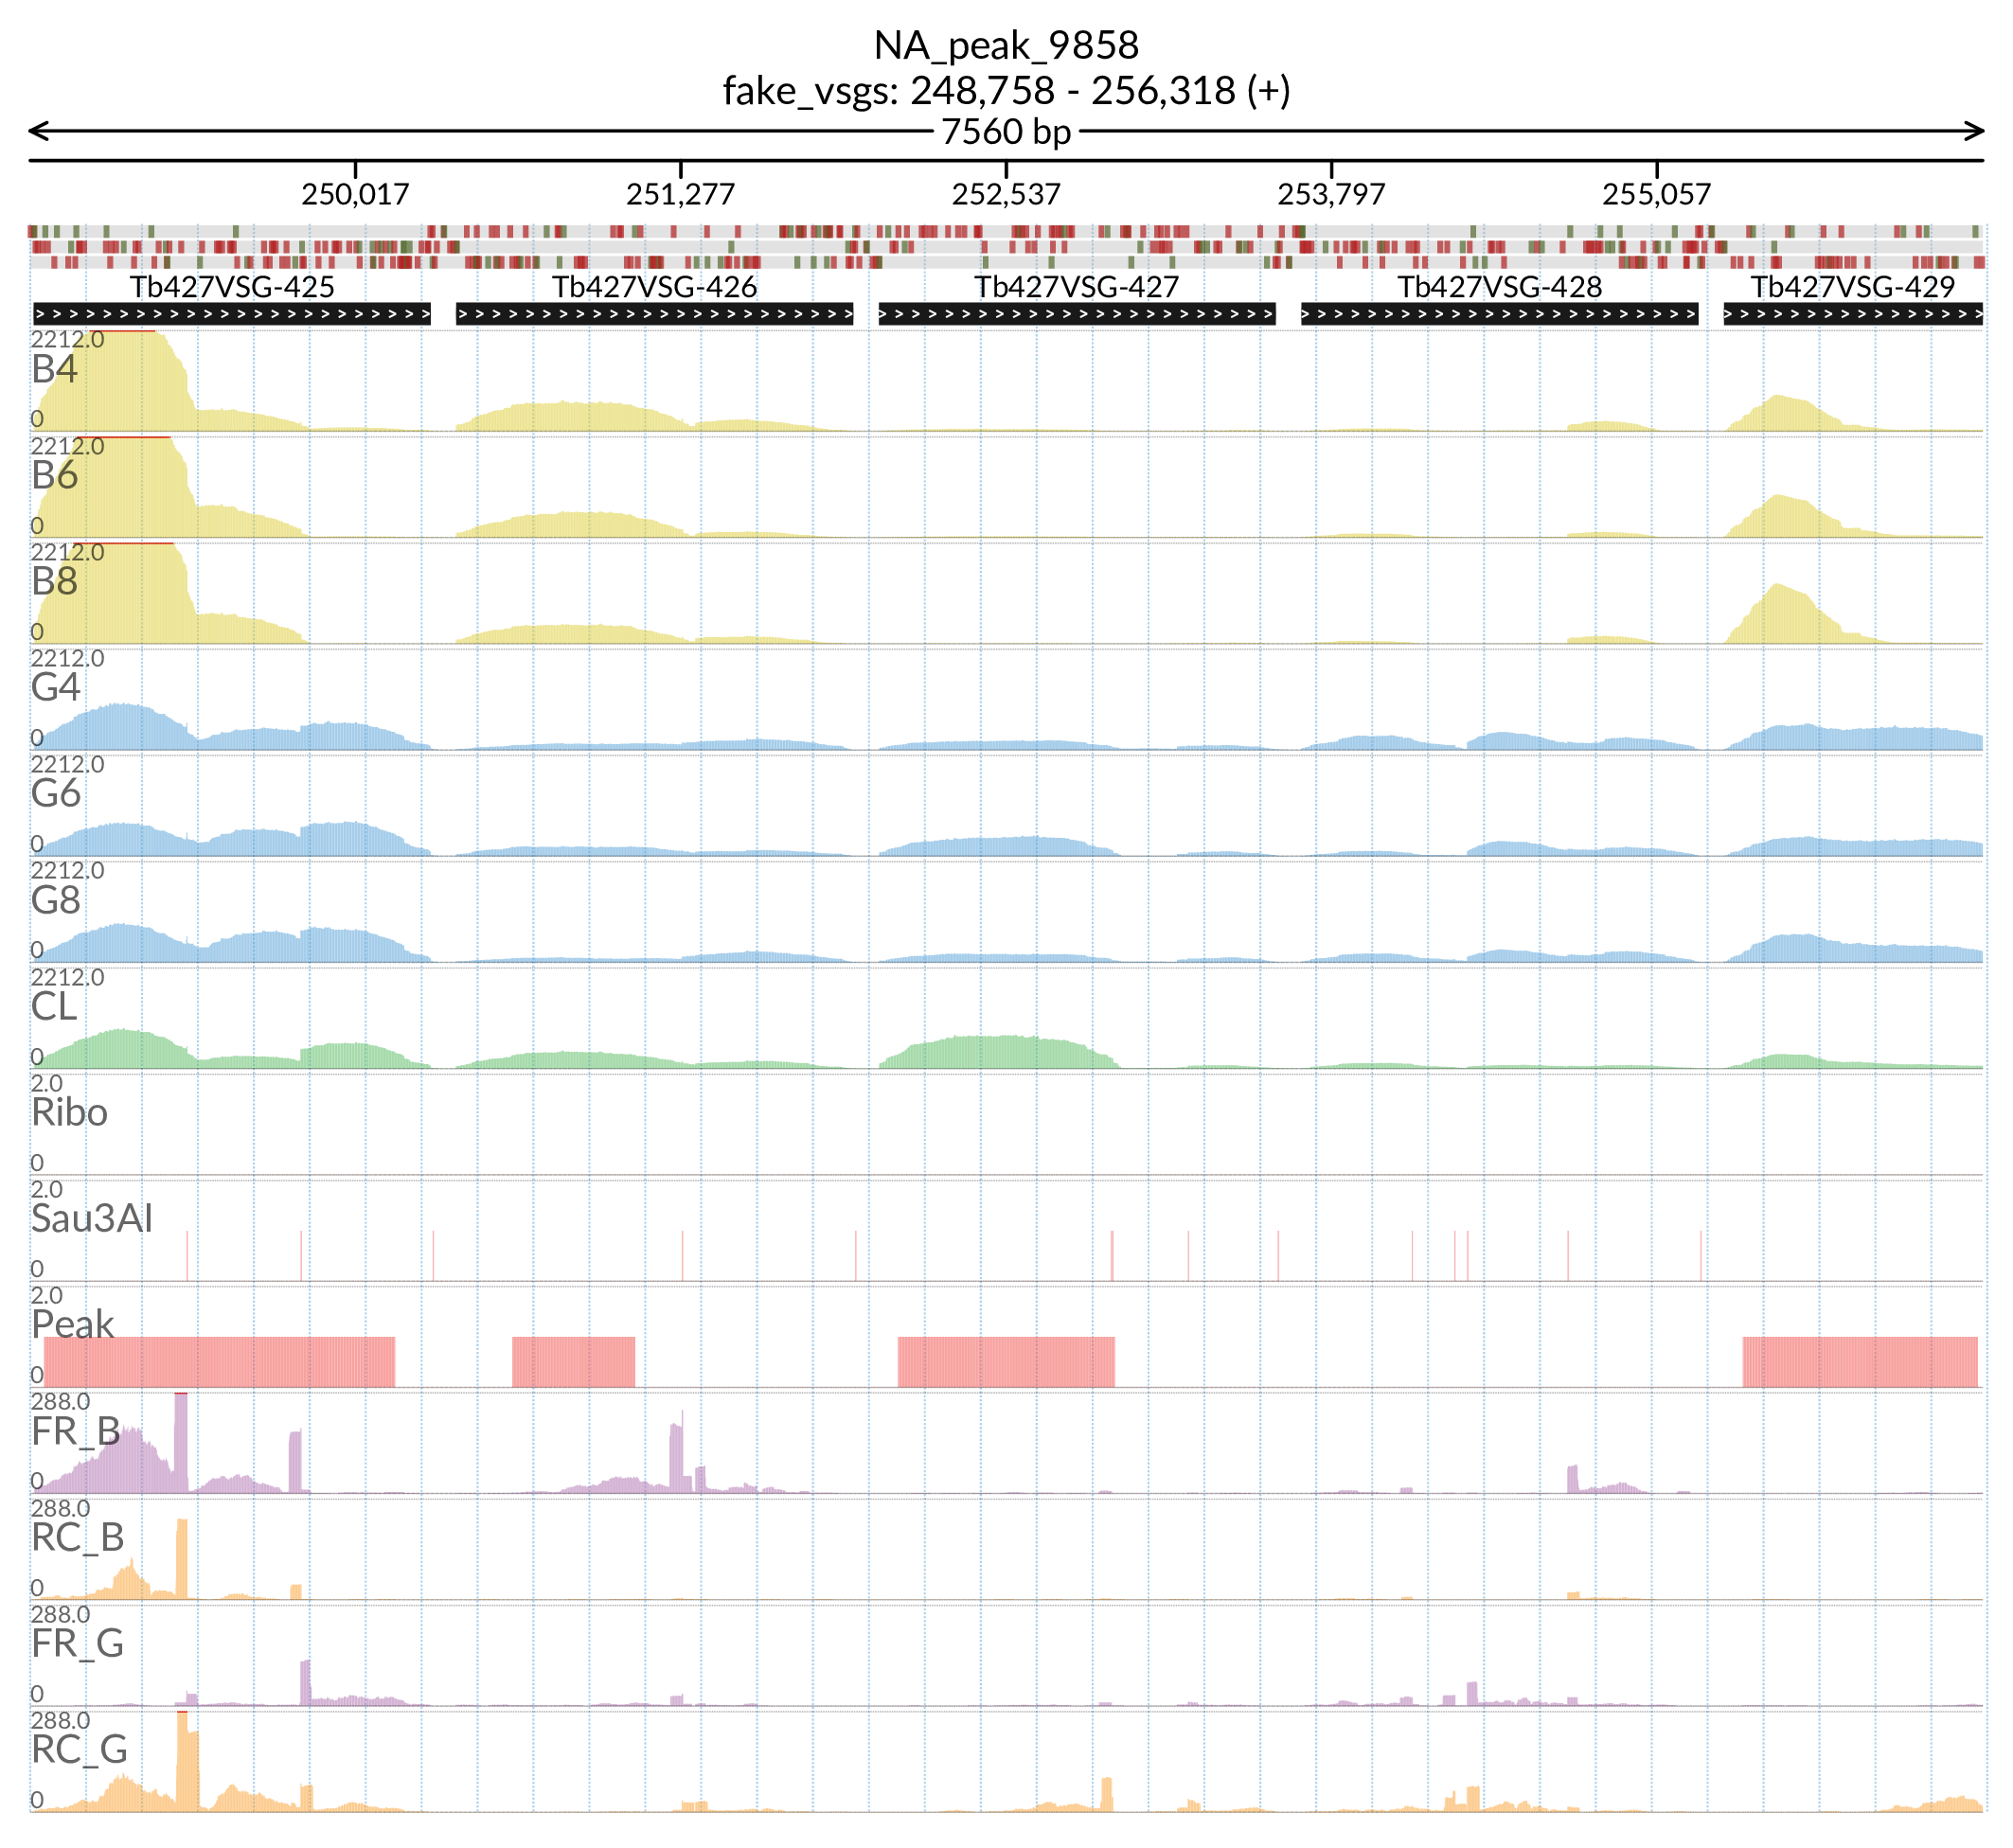 NA_peak_9858
fake_vsgs: 248,758 - 256,318 (+)
7560 bp
250,017 251,277 252,537 253,797 255,057
Tb427VSG-425 Tb427VSG-426 Tb427VSG-427 Tb427VSG-428 Tb427VSG-429
2212.0
B4
0
2212.0
B6
0
2212.0
B8
0
2212.0
G4
0
2212.0
G6
0
2212.0
G8
0
2212.0
CL
0
2.0
Ribo
0
2.0
Sau3AI
0
2.0
Peak
0
288.0
FR_B
0
288.0
RC_B
0
288.0
FR_G
0
288.0
RC_G
0